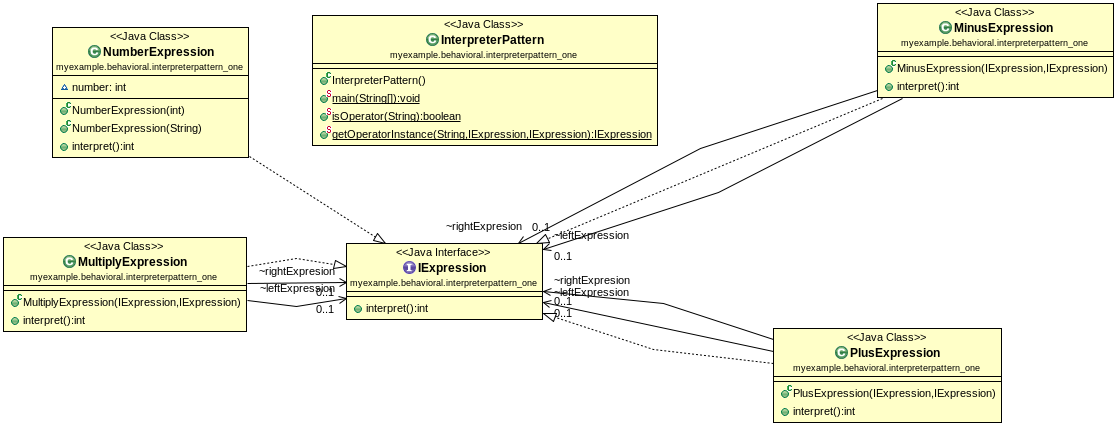 <<Java Class>>
NumberExpression
myexample.behavioral.interpreterpattern_one
number: int
NumberExpression(int)
NumberExpression(String)
interpret():int
<<Java Class>>
InterpreterPattern
myexample.behavioral.interpreterpattern_one
InterpreterPattern()
main(String[]):void
isOperator(String):boolean
getOperatorInstance(String,IExpression,IExpression):IExpression
<<Java Class>>
MinusExpression
myexample.behavioral.interpreterpattern_one
MinusExpression(IExpression,IExpression)
interpret():int
~rightExpresion
0..1
~leftExpression
0..1
<<Java Class>>
MultiplyExpression
myexample.behavioral.interpreterpattern_one
MultiplyExpression(IExpression,IExpression)
interpret():int
~rightExpresion
~leftExpression
0..1
0..1
<<Java Interface>>
IExpression
myexample.behavioral.interpreterpattern_one
interpret():int
~rightExpresion
~leftExpression
0..1
0..1
<<Java Class>>
PlusExpression
myexample.behavioral.interpreterpattern_one
PlusExpression(IExpression,IExpression)
interpret():int